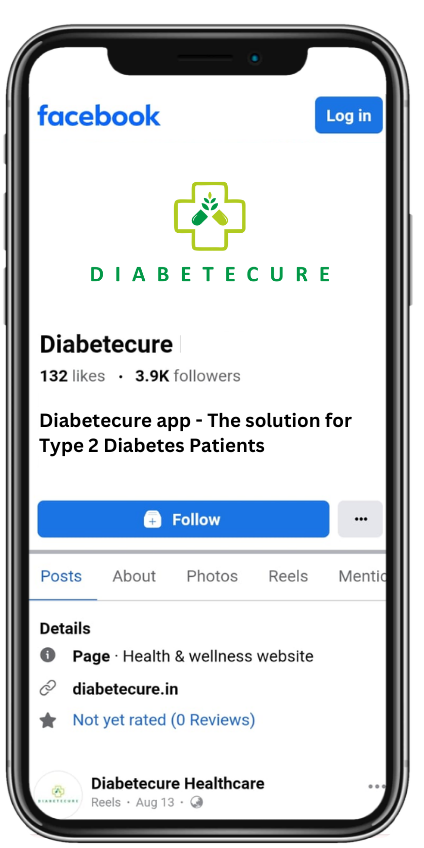 facebook
Log in
DIABETECURE
Diabetecure
132 likes · 3.9K followers
Diabetecure app - The solution for
Type 2 Diabetes Patients
Follow
Posts About Photos Reels Mentic
Details
Page · Health & wellness website
diabetecure.in
Not yet rated (0 Reviews)
DIABETECURE
Diabetecure Healthcare
Reels · Aug 13 ·